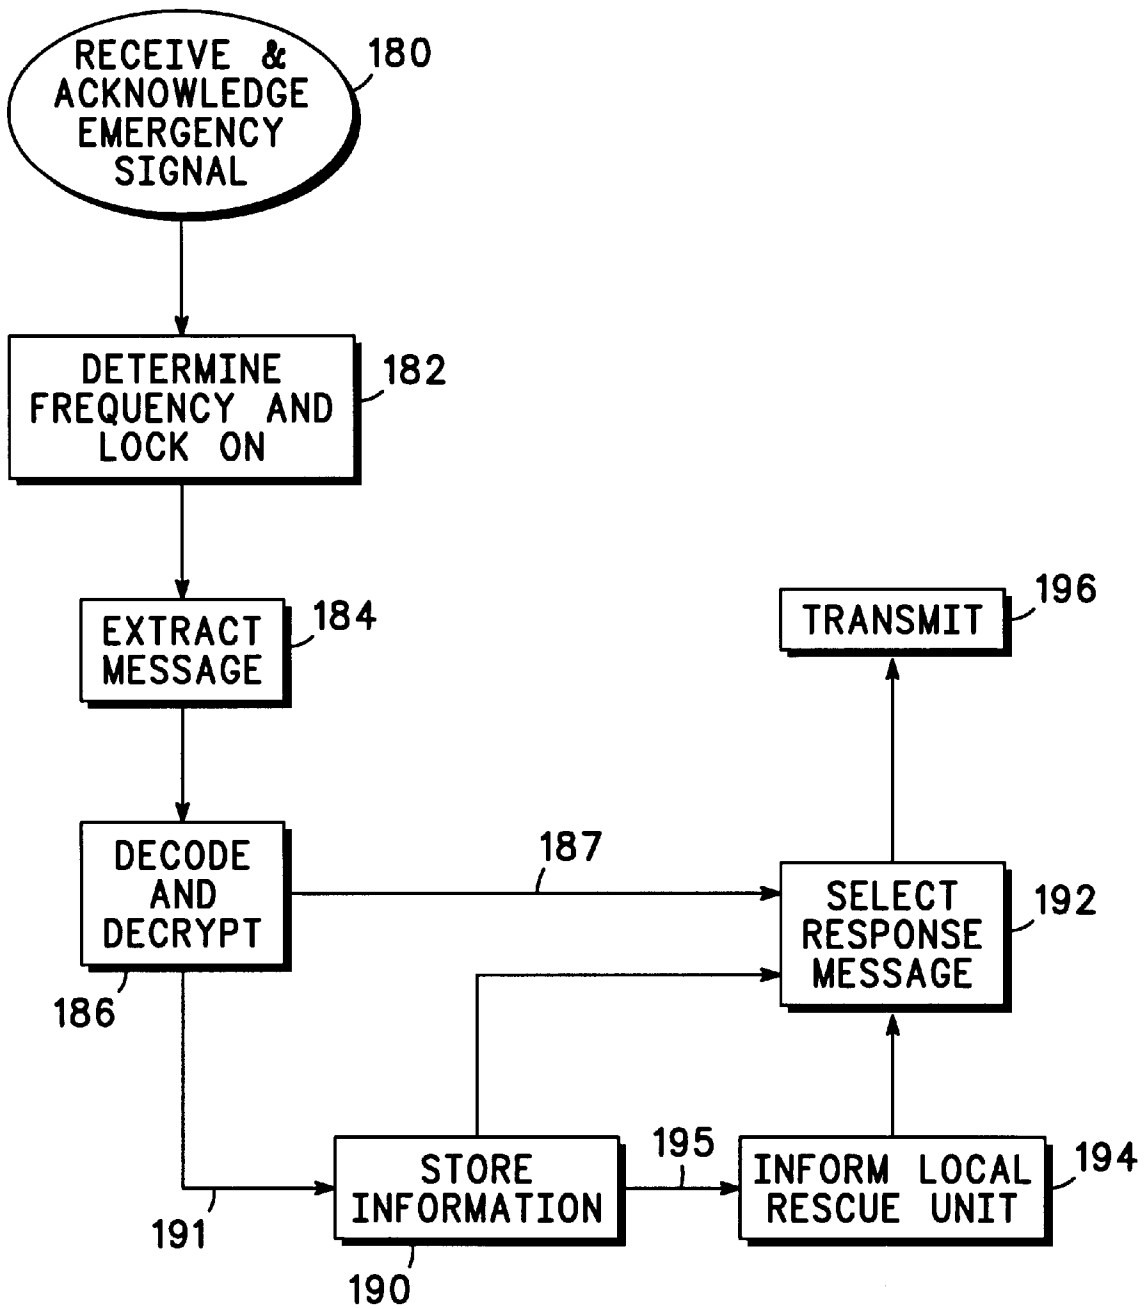 RECEIVE &
ACKNOWLEDGE
EMERGENCY
SIGNAL
180
DETERMINE
FREQUENCY AND
LOCK ON
182
EXTRACT
MESSAGE
184
TRANSMIT
196
DECODE
AND
DECRYPT
186
187
SELECT
RESPONSE
MESSAGE
192
191
STORE
INFORMATION
190
195
INFORM LOCAL
RESCUE UNIT
194